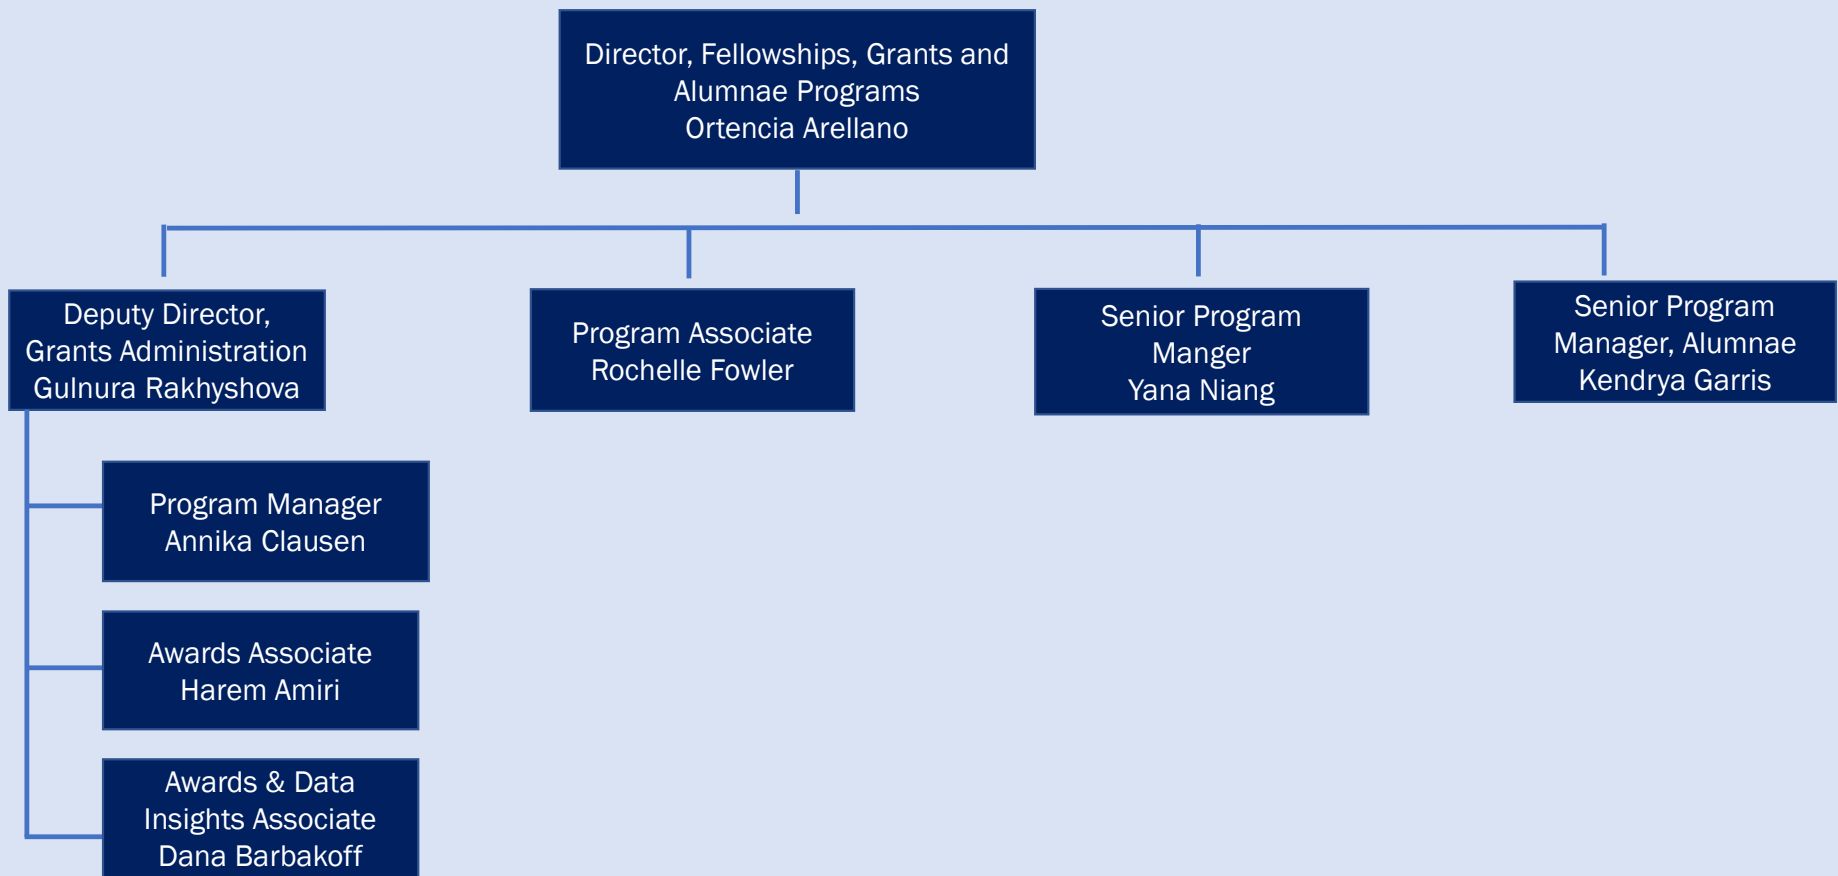 Director, Fellowships, Grants and
Alumnae Programs
Ortencia Arellano
Deputy Director,
Grants Administration
Gulnura Rakhyshova
Program Associate
Rochelle Fowler
Senior Program
Manger
Yana Niang
Senior Program
Manager, Alumnae
Kendrya Garris
Program Manager
Annika Clausen
Awards Associate
Harem Amiri
Awards & Data
Insights Associate
Dana Barbakoff